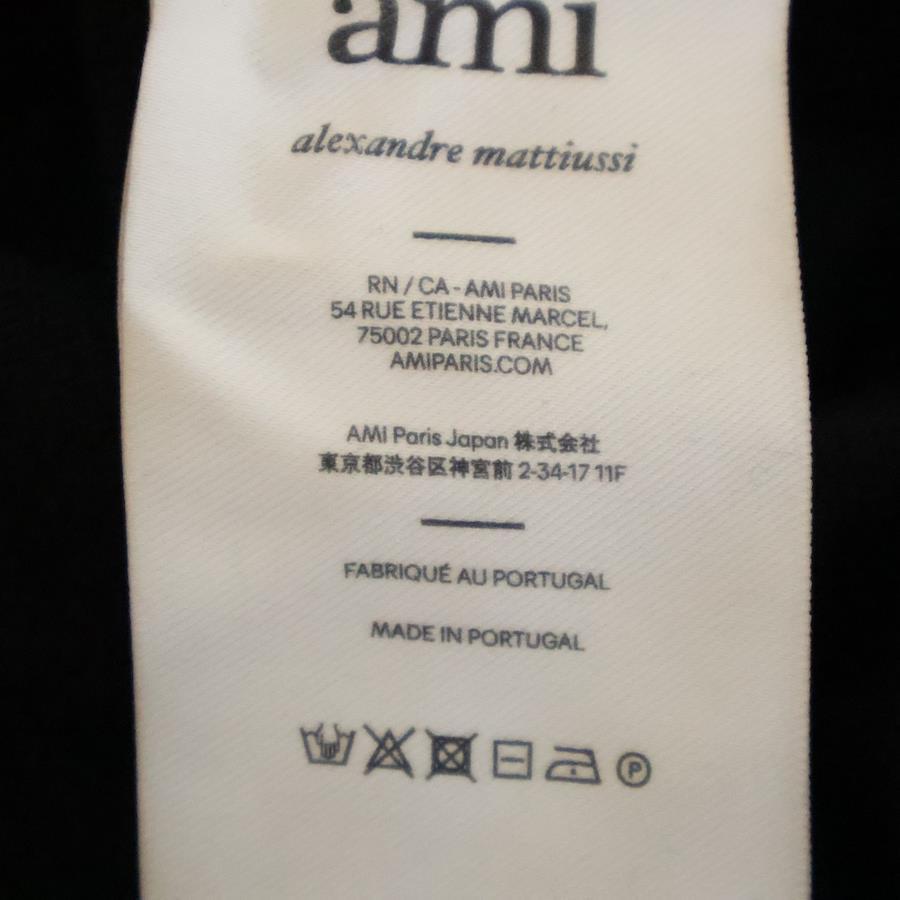 ami
alexandre mattiussi
RN / CA - AMI PARIS
54 RUE ETIENNE MARCEL,
75002 PARIS FRANCE
AMIPARIS.COM
AMI Paris Japan 株式会社
東京都渋谷区神宮前 2-34-17 11F
FABRIQUÉ AU PORTUGAL
MADE IN PORTUGAL
P